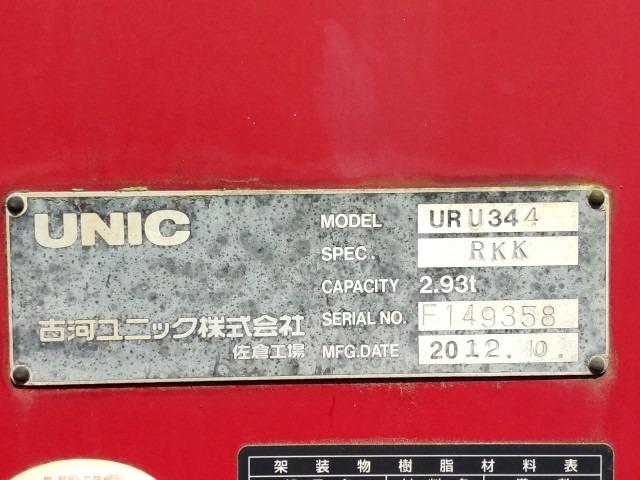 UNIC
MODEL URU344
SPEC. RKK
CAPACITY 2.93t
古河ユニック株式会社
SERIAL NO. F149358
佐倉工場
MFG.DATE 2012.10.
架装物樹脂材料表